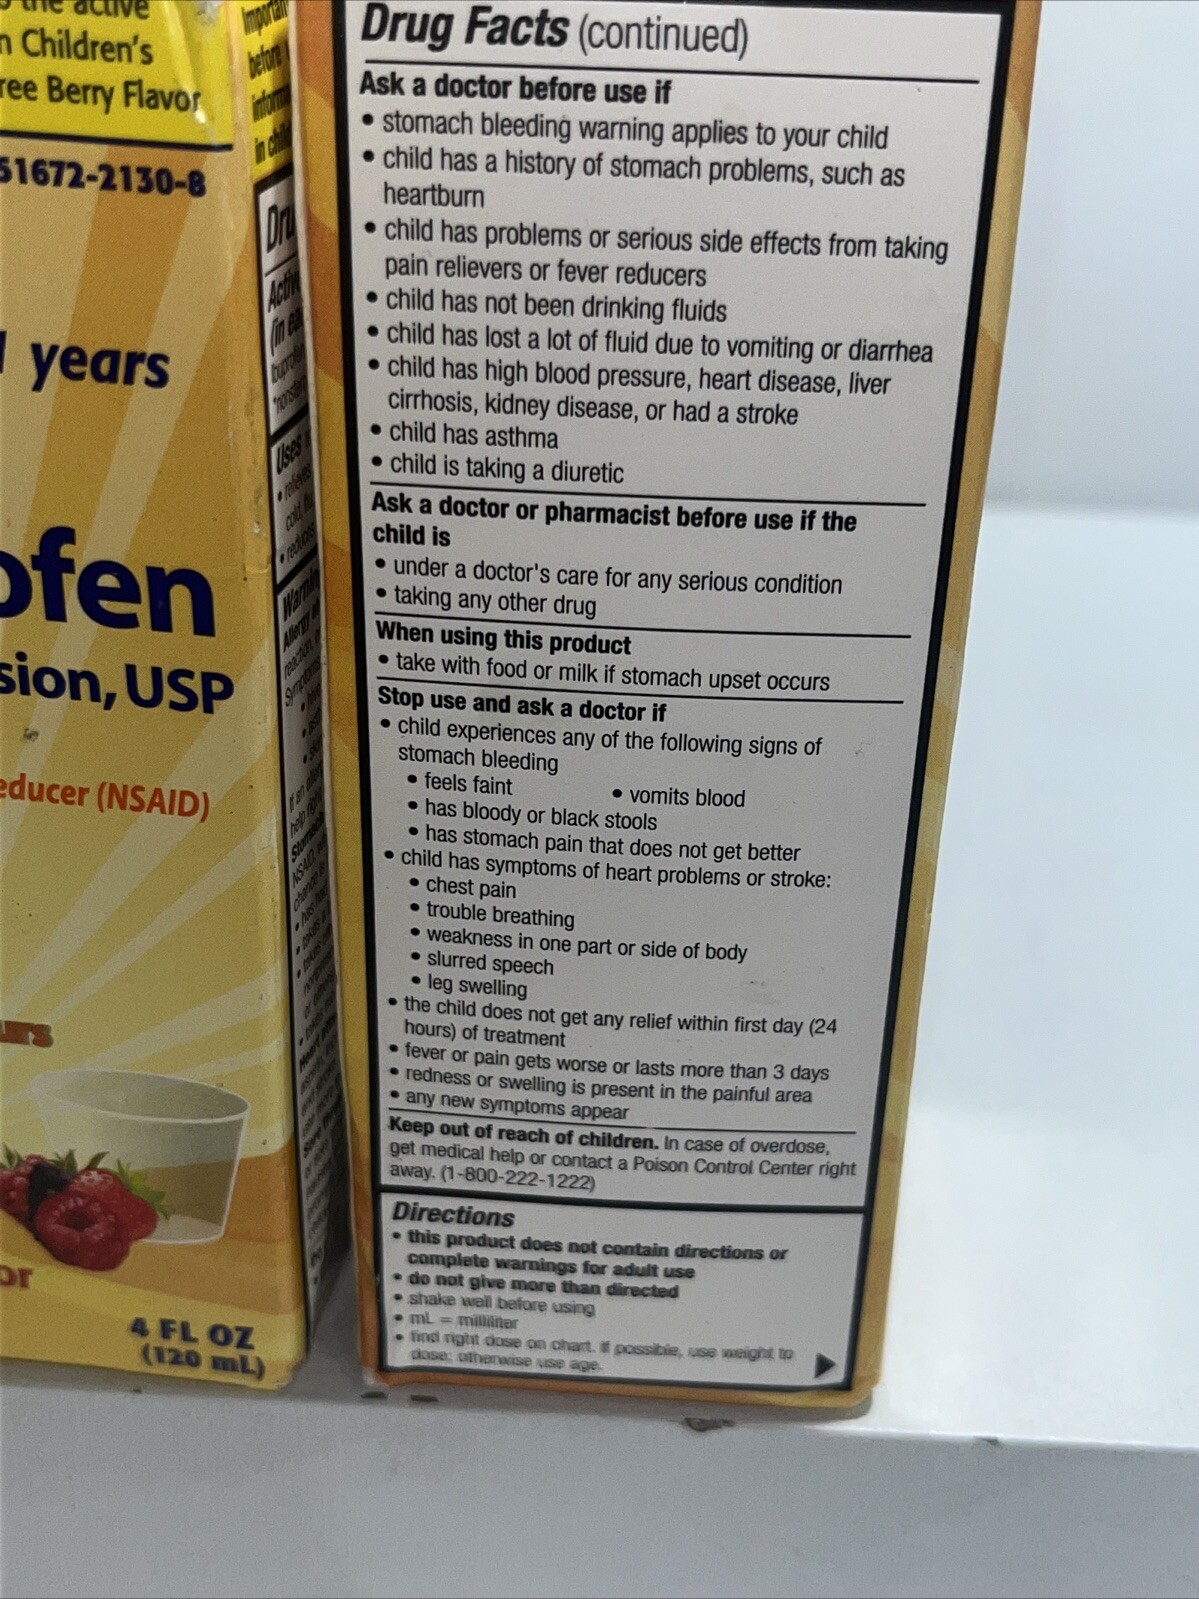 the active
n Children's
ree Berry Flavor
51672-2130-8
years
ofen
sion, USP
educer (NSAID)
or
4 FL OZ
(120 mL)
before
in
Uses
Drug Facts (continued)
Ask a doctor before use if
• stomach bleeding warning applies to your child
• child has a history of stomach problems, such as
heartburn
• child has problems or serious side effects from taking
pain relievers or fever reducers
• child has not been drinking fluids
• child has lost a lot of fluid due to vomiting or diarrhea
• child has high blood pressure, heart disease, liver
cirrhosis, kidney disease, or had a stroke
• child has asthma
• child is taking a diuretic
Ask a doctor or pharmacist before use if the
child is
• under a doctor's care for any serious condition
• taking any other drug
When using this product
• take with food or milk if stomach upset occurs
Stop use and ask a doctor if
• child experiences any of the following signs of
stomach bleeding
• feels faint • vomits blood
• has bloody or black stools
• has stomach pain that does not get better
• child has symptoms of heart problems or stroke:
• chest pain
• trouble breathing
• weakness in one part or side of body
• slurred speech
• leg swelling
• the child does not get any relief within first day (24
hours) of treatment
• fever or pain gets worse or lasts more than 3 days
• redness or swelling is present in the painful area
• any new symptoms appear
Keep out of reach of children. In case of overdose,
get medical help or contact a Poison Control Center right
away. (1-800-222-1222)
Directions
• this product does not contain directions or
complete warnings for adult use
• do not give more than directed
• shake well before using
• mL = milliliter
• find right dose on chart. If possible, use weight to
dose; otherwise use age.